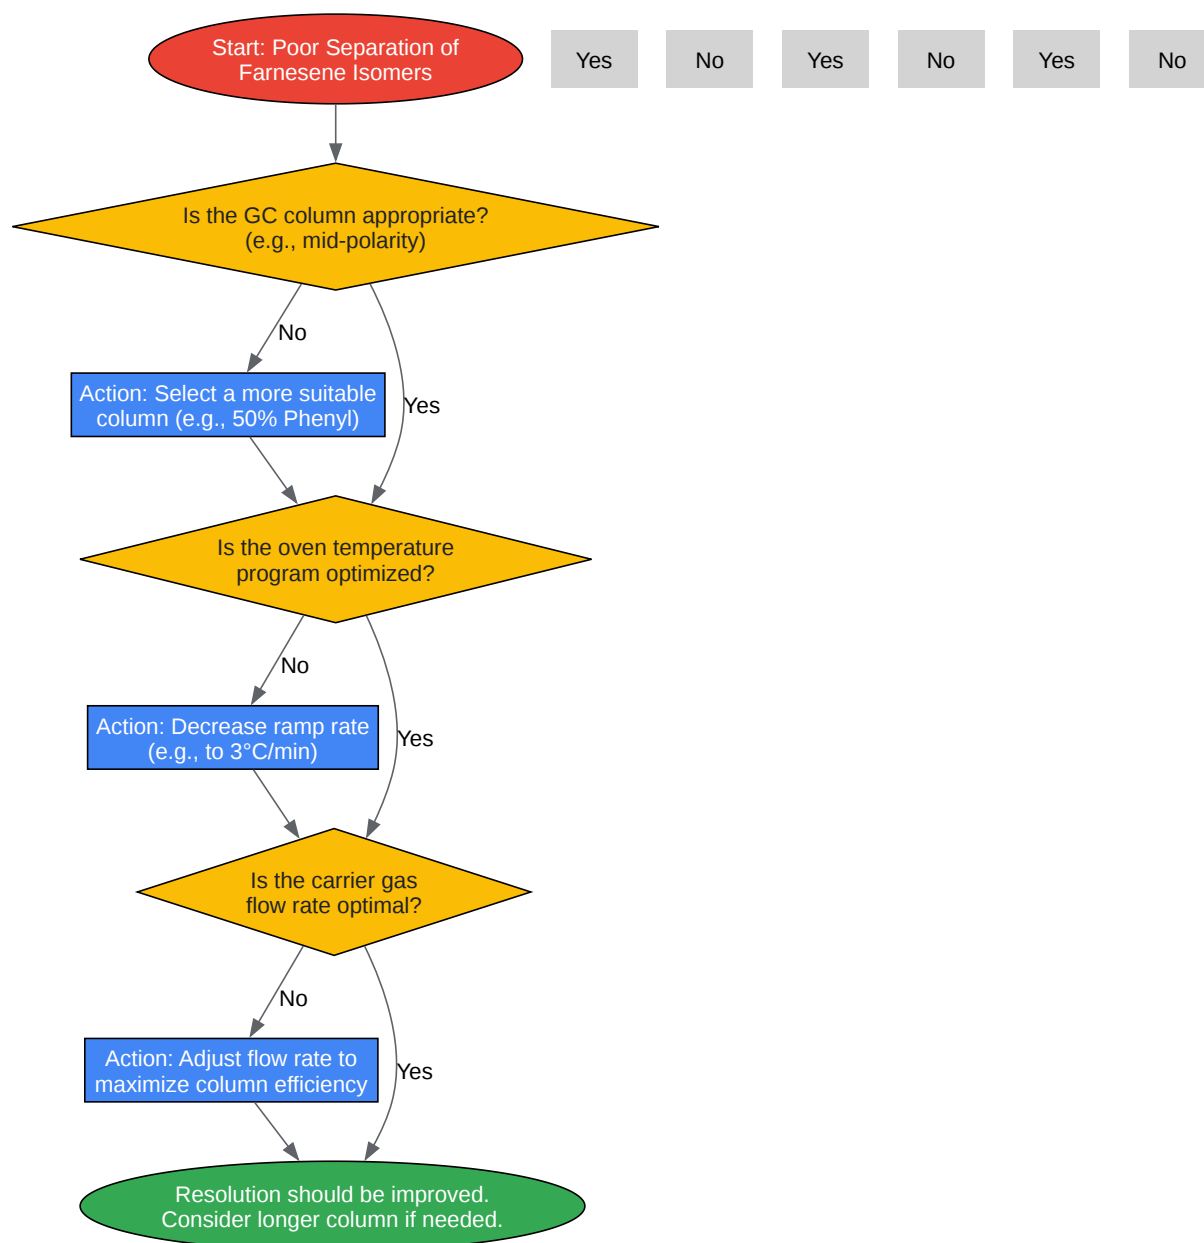 Start: Poor Separation of
Farnesene Isomers
Yes
No
Yes
No
Yes
No
Is the GC column appropriate?
(e.g., mid-polarity)
No
Action: Select a more suitable
column (e.g., 50% Phenyl)
Yes
Is the oven temperature
program optimized?
No
Action: Decrease ramp rate
(e.g., to 3°C/min)
Yes
Is the carrier gas
flow rate optimal?
No
Action: Adjust flow rate to
maximize column efficiency
Yes
Resolution should be improved.
Consider longer column if needed.